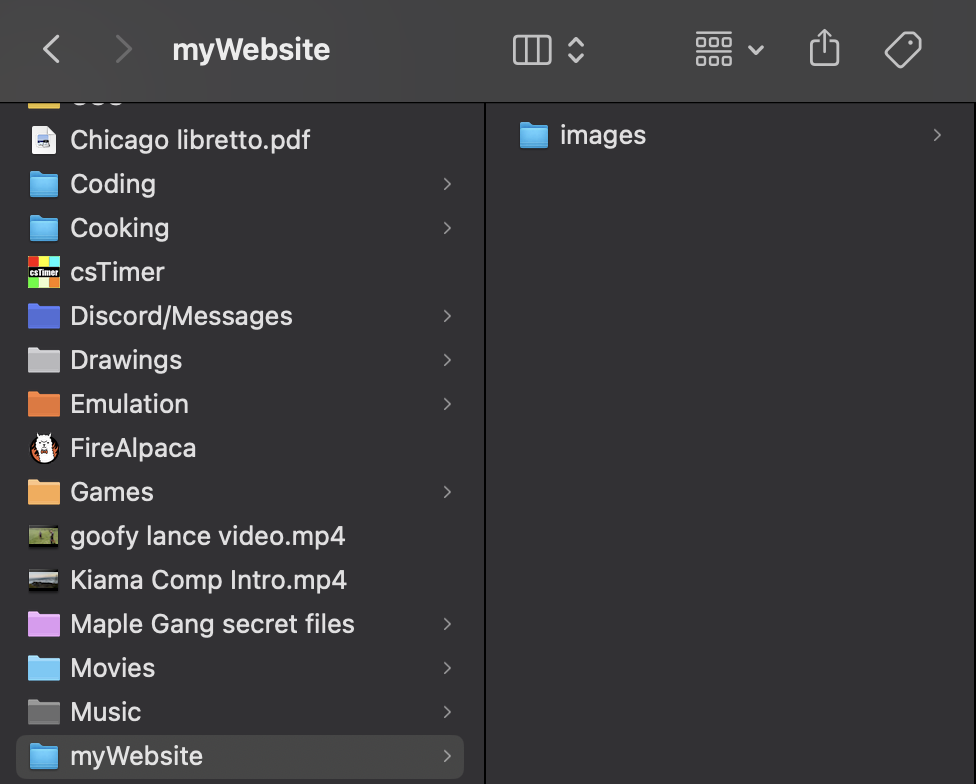 myWebsite
Chicago libretto.pdf
Coding
Cooking
csTimer
csTimer
Discord/Messages
Drawings
Emulation
FireAlpaca
Games
goofy lance video.mp4
Kiama Comp Intro.mp4
Maple Gang secret files
Movies
Music
myWebsite
images